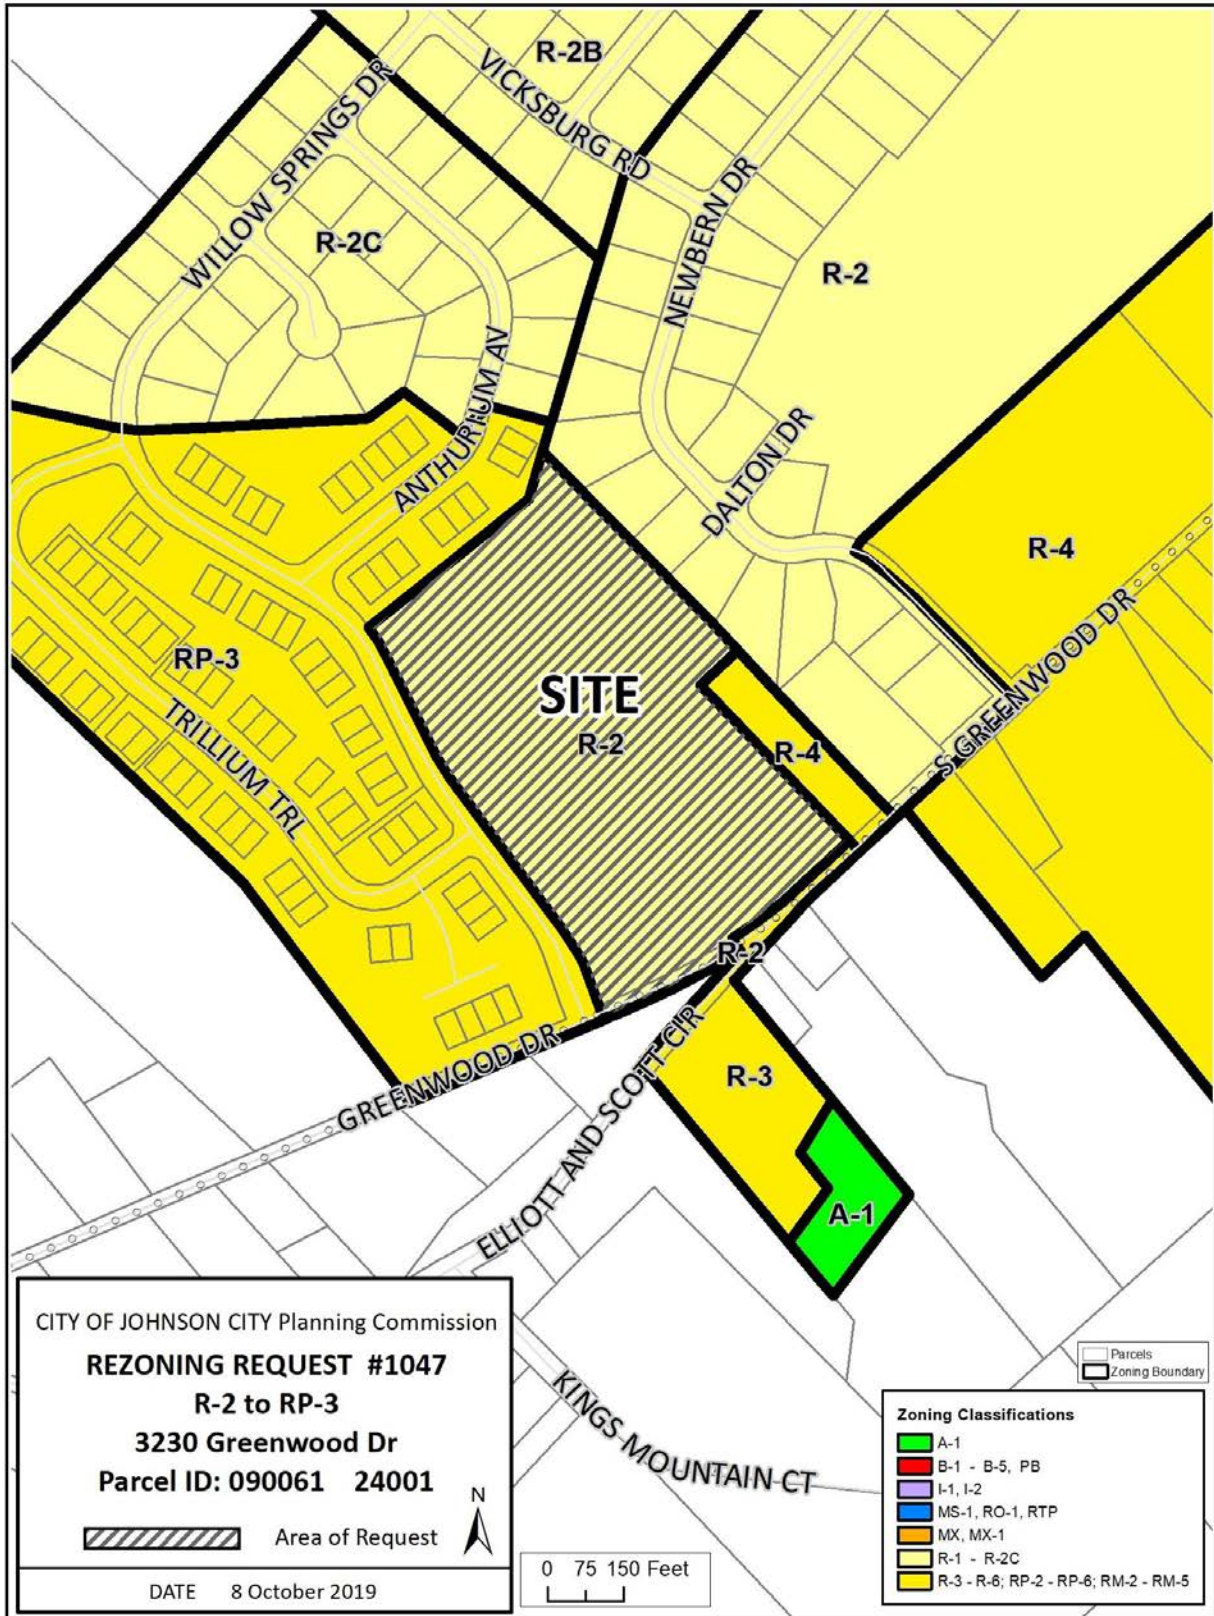 R-2B
VICKSBURG RD
WILLOW SPRINGS DR
NEWBERN DR
R-2C
R-2
ANTHURIUM AV
DALTON DR
R-4
RP-3
SITE
R-2
R-4
S GREENWOOD DR
TRILLIUM TRL
R-2
GREENWOOD DR
R-3
ELLIOTT AND SCOTT CIR
A-1
KINGS MOUNTAIN CT
CITY OF JOHNSON CITY Planning Commission
REZONING REQUEST #1047
R-2 to RP-3
3230 Greenwood Dr
Parcel ID: 090061 24001
Area of Request
N
DATE 8 October 2019
0 75 150 Feet
Parcels
Zoning Boundary
Zoning Classifications
A-1
B-1 - B-5, PB
I-1, I-2
MS-1, RO-1, RTP
MX, MX-1
R-1 - R-2C
R-3 - R-6; RP-2 - RP-6; RM-2 - RM-5